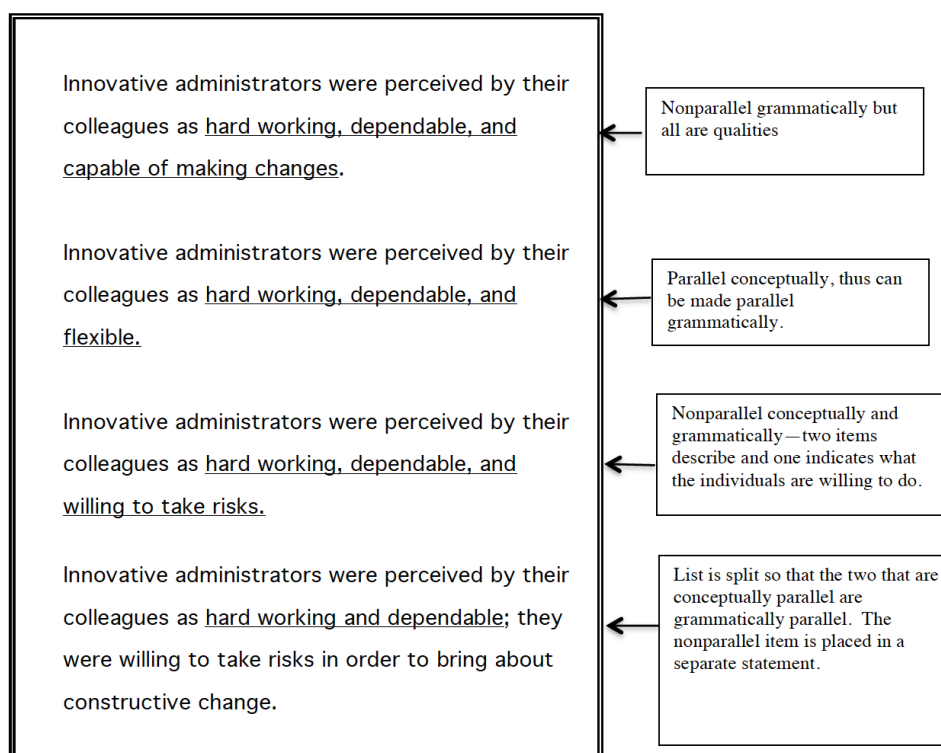 Innovative administrators were perceived by their
colleagues as hard working, dependable, and
capable of making changes.
Nonparallel grammatically but
all are qualities
Innovative administrators were perceived by their
colleagues as hard working, dependable, and
flexible.
Parallel conceptually, thus can
be made parallel
grammatically.
Innovative administrators were perceived by their
colleagues as hard working, dependable, and
willing to take risks.
Nonparallel conceptually and
grammatically—two items
describe and one indicates what
the individuals are willing to do.
Innovative administrators were perceived by their
colleagues as hard working and dependable; they
were willing to take risks in order to bring about
constructive change.
List is split so that the two that are
conceptually parallel are
grammatically parallel. The
nonparallel item is placed in a
separate statement.